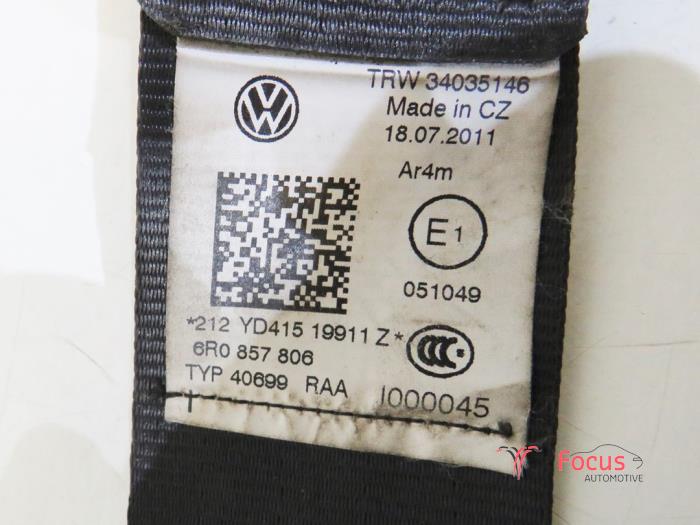 TRW 34035146
Made in CZ
18.07.2011
Ar4m
E1
051049
*212 YD415 19911 Z*
6R0 857 806
CCC
TYP 40699 RAA I000045
Focus
AUTOMOTIVE